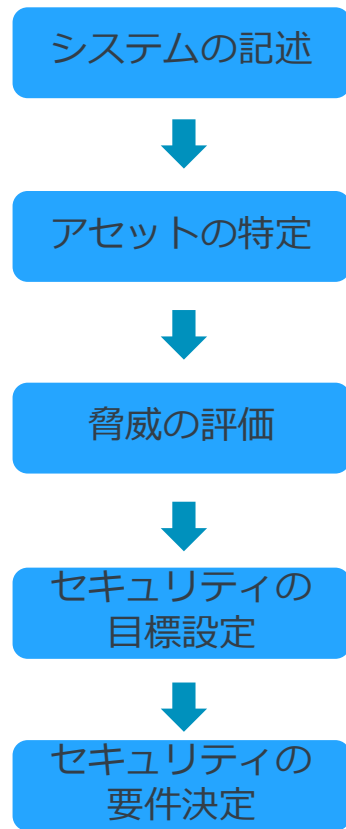 システムの記述
アセットの特定
脅威の評価
セキュリティの
目標設定
セキュリティの
要件決定